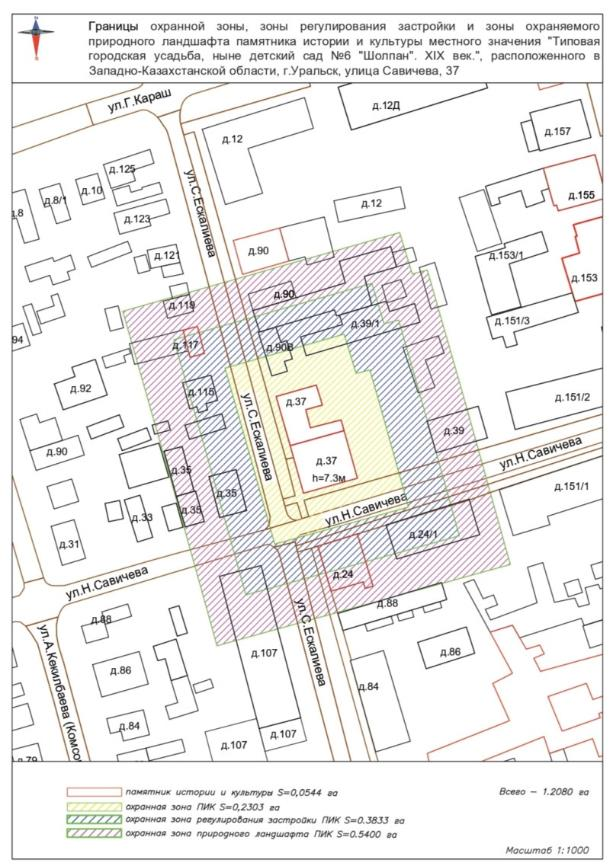 Границы охранной зоны, зоны регулирования застройки и зоны охраняемого
природного ландшафта памятника истории и культуры местного значения "Типовая
городская усадьба, ныне детский сад №6 "Шолпан". XIX век.", расположенного в
Западно-Казахстанской области, г.Уральск, улица Савичева, 37
ул.Г.Караш
д.12Д
д.12
д.157
д.125
д.10
д.8/1
д.8
д.155
д.123
д.12
ул.С.Ескалиева
д.90
д.121
д.153/1
д.153
д.90
д.119
д.39/1
д.151/3
94
д.117
д.90В
д.92
д.115
д.37
д.151/2
ул.С.Ескалиева
д.39
д.90
д.37
h=7.3м
ул.Н.Савичева
д.35
д.35
д.35
д.151/1
ул.Н.Савичева
д.33
д.31
д.24/1
д.24
ул.Н.Савичева
д.88
д.88
ул.А.Кекилбаева (Комсо
ул.С.Ескалиева
д.107
д.86
д.86
д.84
д.84
д.107
д.107
д.79
памятник истории и культуры S=0,0544 га
Всего – 1.2080 га
охранная зона ПИК S=0,2303 га
охранная зона регулирования застройки ПИК S=0.3833 га
охранная зона природного ландшафта ПИК S=0.5400 га
Масштаб 1:1000